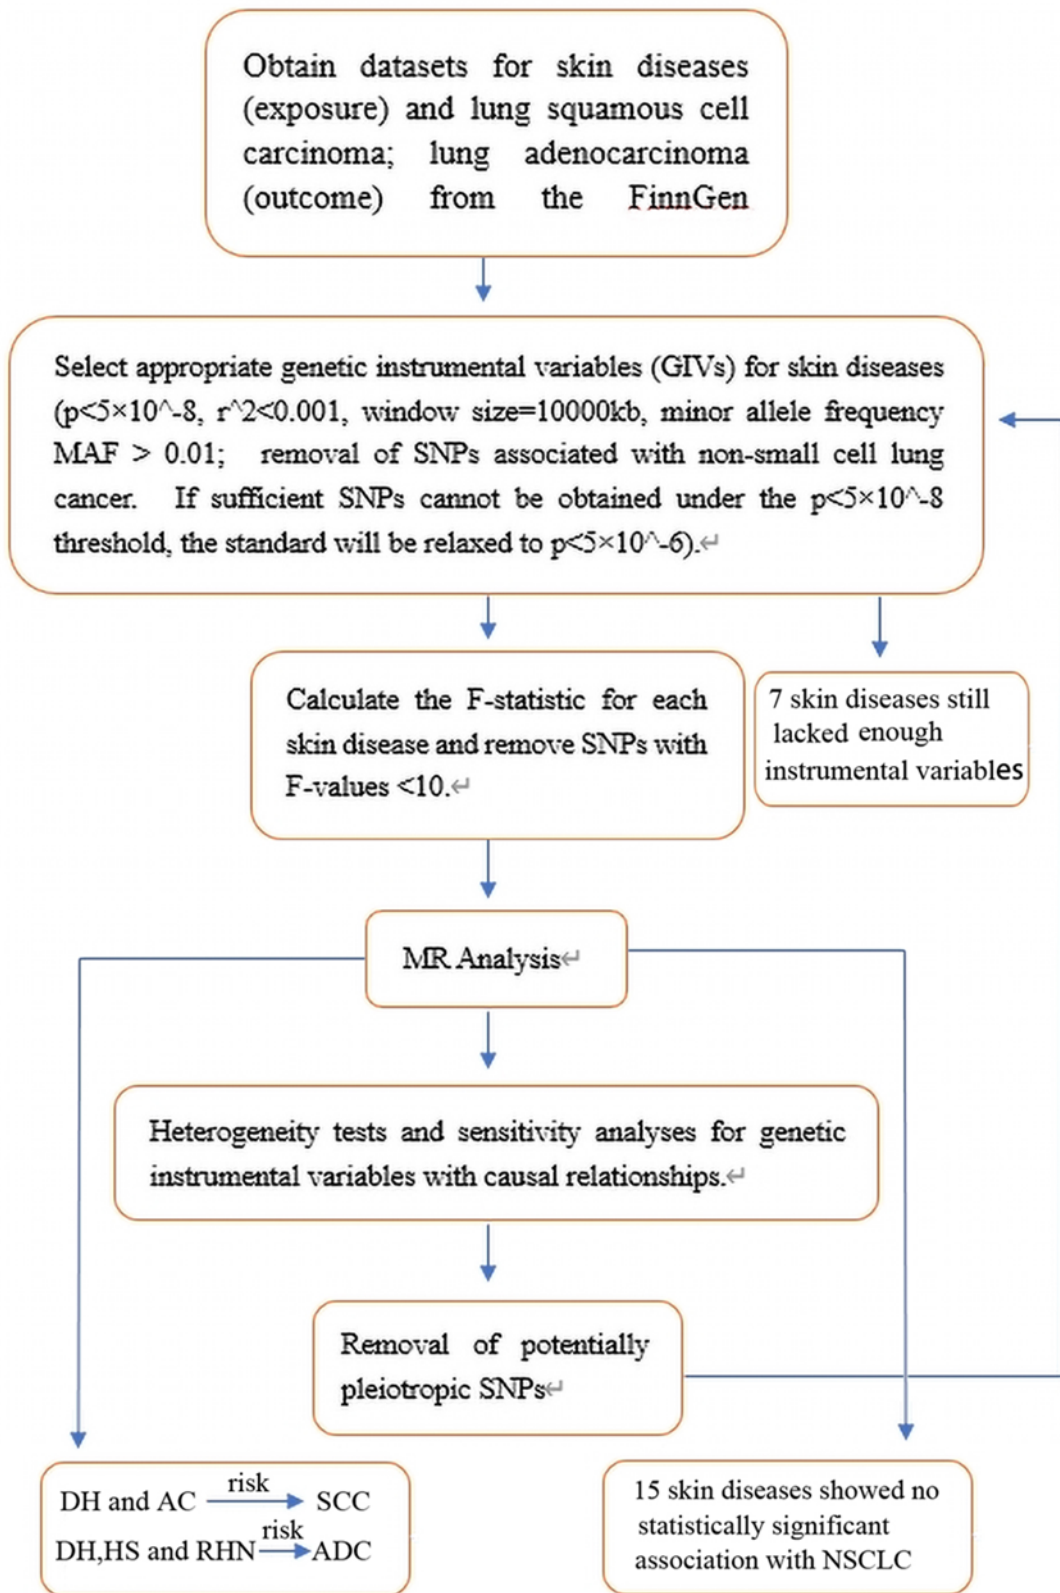 Obtain datasets for skin diseases
(exposure) and lung squamous cell
carcinoma; lung adenocarcinoma
(outcome) from the FinnGen
Select appropriate genetic instrumental variables (GIVs) for skin diseases
(p<5×10^-8, r^2<0.001, window size=10000kb, minor allele frequency
MAF > 0.01; removal of SNPs associated with non-small cell lung
cancer. If sufficient SNPs cannot be obtained under the p<5×10^-8
threshold, the standard will be relaxed to p<5×10^-6).↵
Calculate the F-statistic for each
skin disease and remove SNPs with
F-values <10.↵
7 skin diseases still
lacked enough
instrumental variables
MR Analysis↵
Heterogeneity tests and sensitivity analyses for genetic
instrumental variables with causal relationships.↵
Removal of potentially
pleiotropic SNPs↵
DH and AC risk SCC
DH,HS and RHN risk ADC
15 skin diseases showed no
statistically significant
association with NSCLC